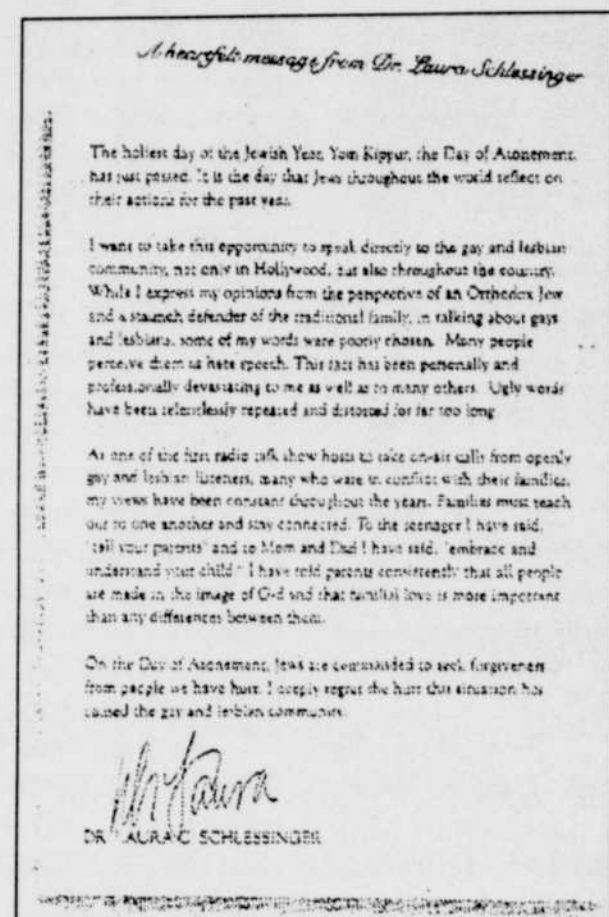 A heartfelt message from Dr. Laura Schlessinger
The holiest day of the Jewish Year, Yom Kippur, the Day of Atonement,
has just passed. It is the day that Jews throughout the world reflect on
their actions for the past year.
I want to take this opportunity to speak directly to the gay and lesbian
community, not only in Hollywood, but also throughout the country.
While I express my opinions from the perspective of an Orthodox Jew
and a staunch defender of the traditional family, in talking about gays
and lesbians, some of my words were poorly chosen. Many people
perceive them as hate speech. This fact has been personally and
professionally devastating to me as well as to many others. Ugly words
have been relentlessly repeated and distorted for far too long.
As one of the first radio talk show hosts to take on-air calls from openly
gay and lesbian listeners, many who were in conflict with their families,
my views have been constant throughout the years. Families must reach
out to one another and stay connected. To the teenager I have said,
"tell your parents" and to Mom and Dad I have said, "embrace and
understand your child." I have told parents consistently that all people
are made in the image of G-d and that familial love is more important
than any differences between them.
On the Day of Atonement, Jews are commanded to seek forgiveness
from people we have hurt. I deeply regret the hurt this situation has
caused the gay and lesbian community.
Dr. Laura
DR. LAURA C. SCHLESSINGER